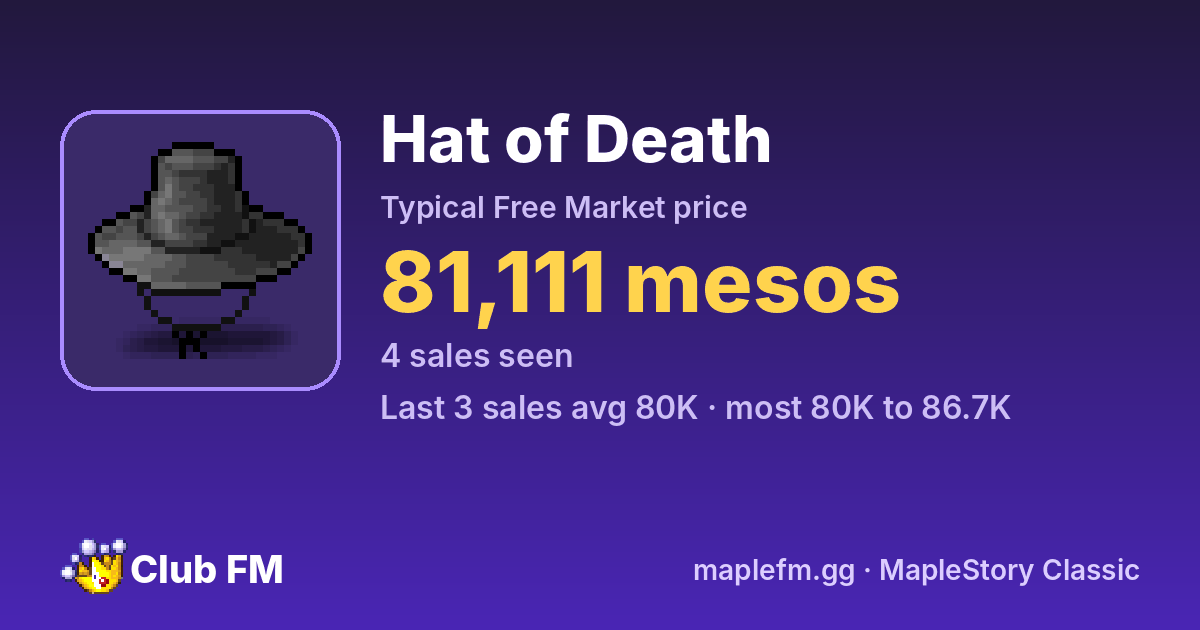 Hat of Death
Typical Free Market price
81,111 mesos
4 sales seen
Last 3 sales avg 80K · most 80K to 86.7K
Club FM
maplefm.gg · MapleStory Classic